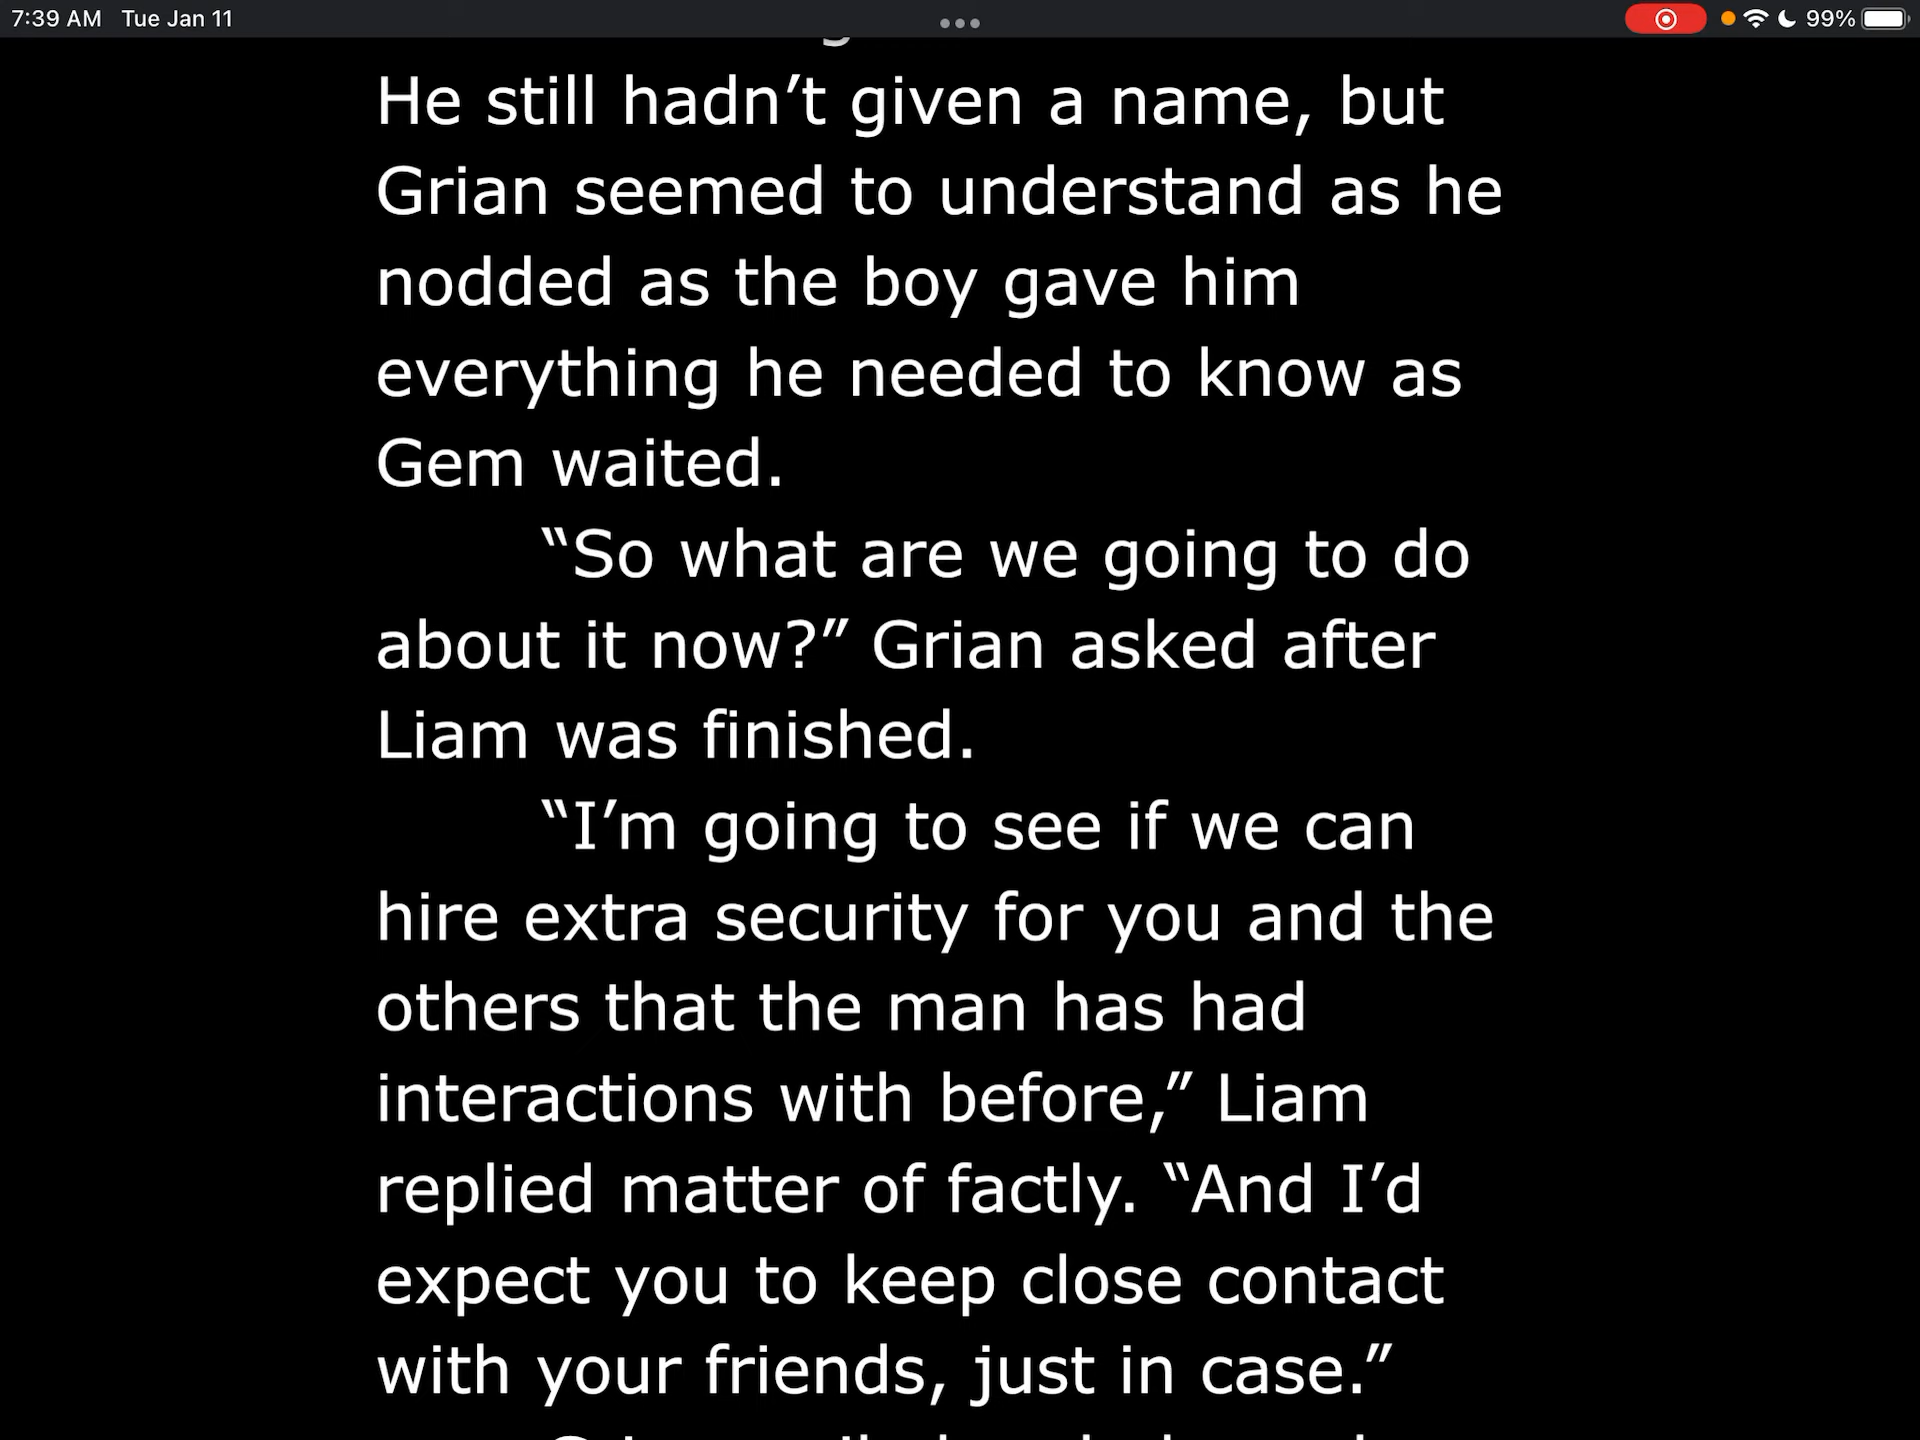 7:39 AM Tue Jan 11 99%
He still hadn’t given a name, but
Grian seemed to understand as he
nodded as the boy gave him
everything he needed to know as
Gem waited.
“So what are we going to do
about it now?” Grian asked after
Liam was finished.
“I’m going to see if we can
hire extra security for you and the
others that the man has had
interactions with before,” Liam
replied matter of factly. “And I’d
expect you to keep close contact
with your friends, just in case.”